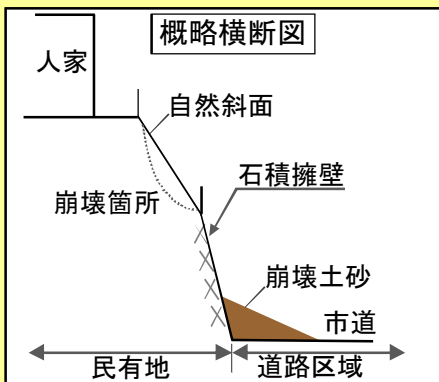 概略横断図
人家
自然斜面
石積擁壁
崩壊箇所
崩壊土砂
市道
民有地
道路区域